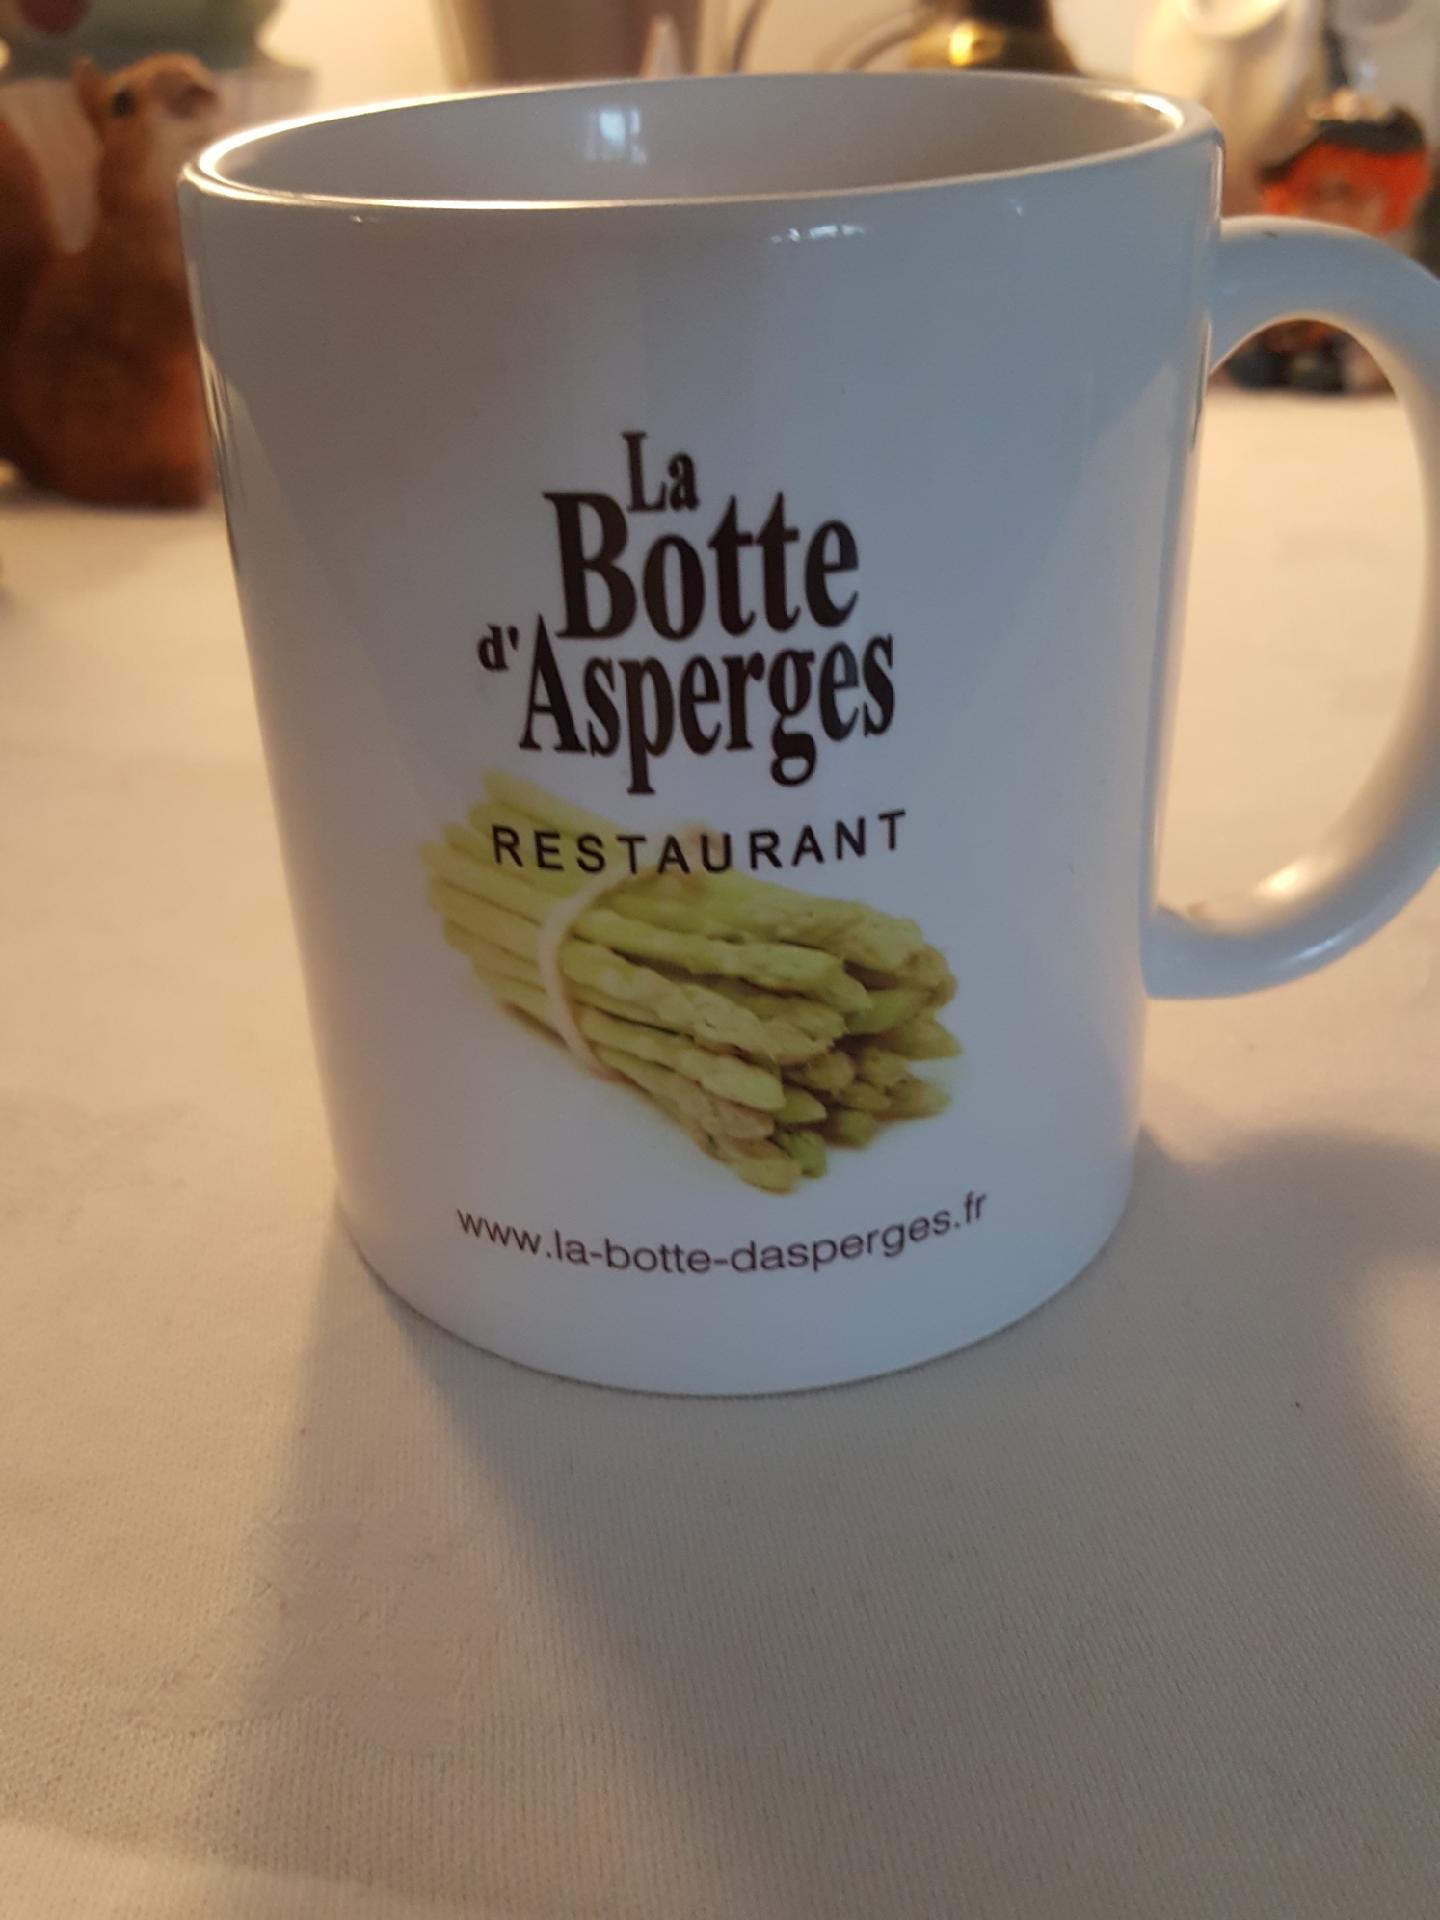 La
Botte
d'Asperges
RESTAURANT
www.la-botte-dasperges.fr